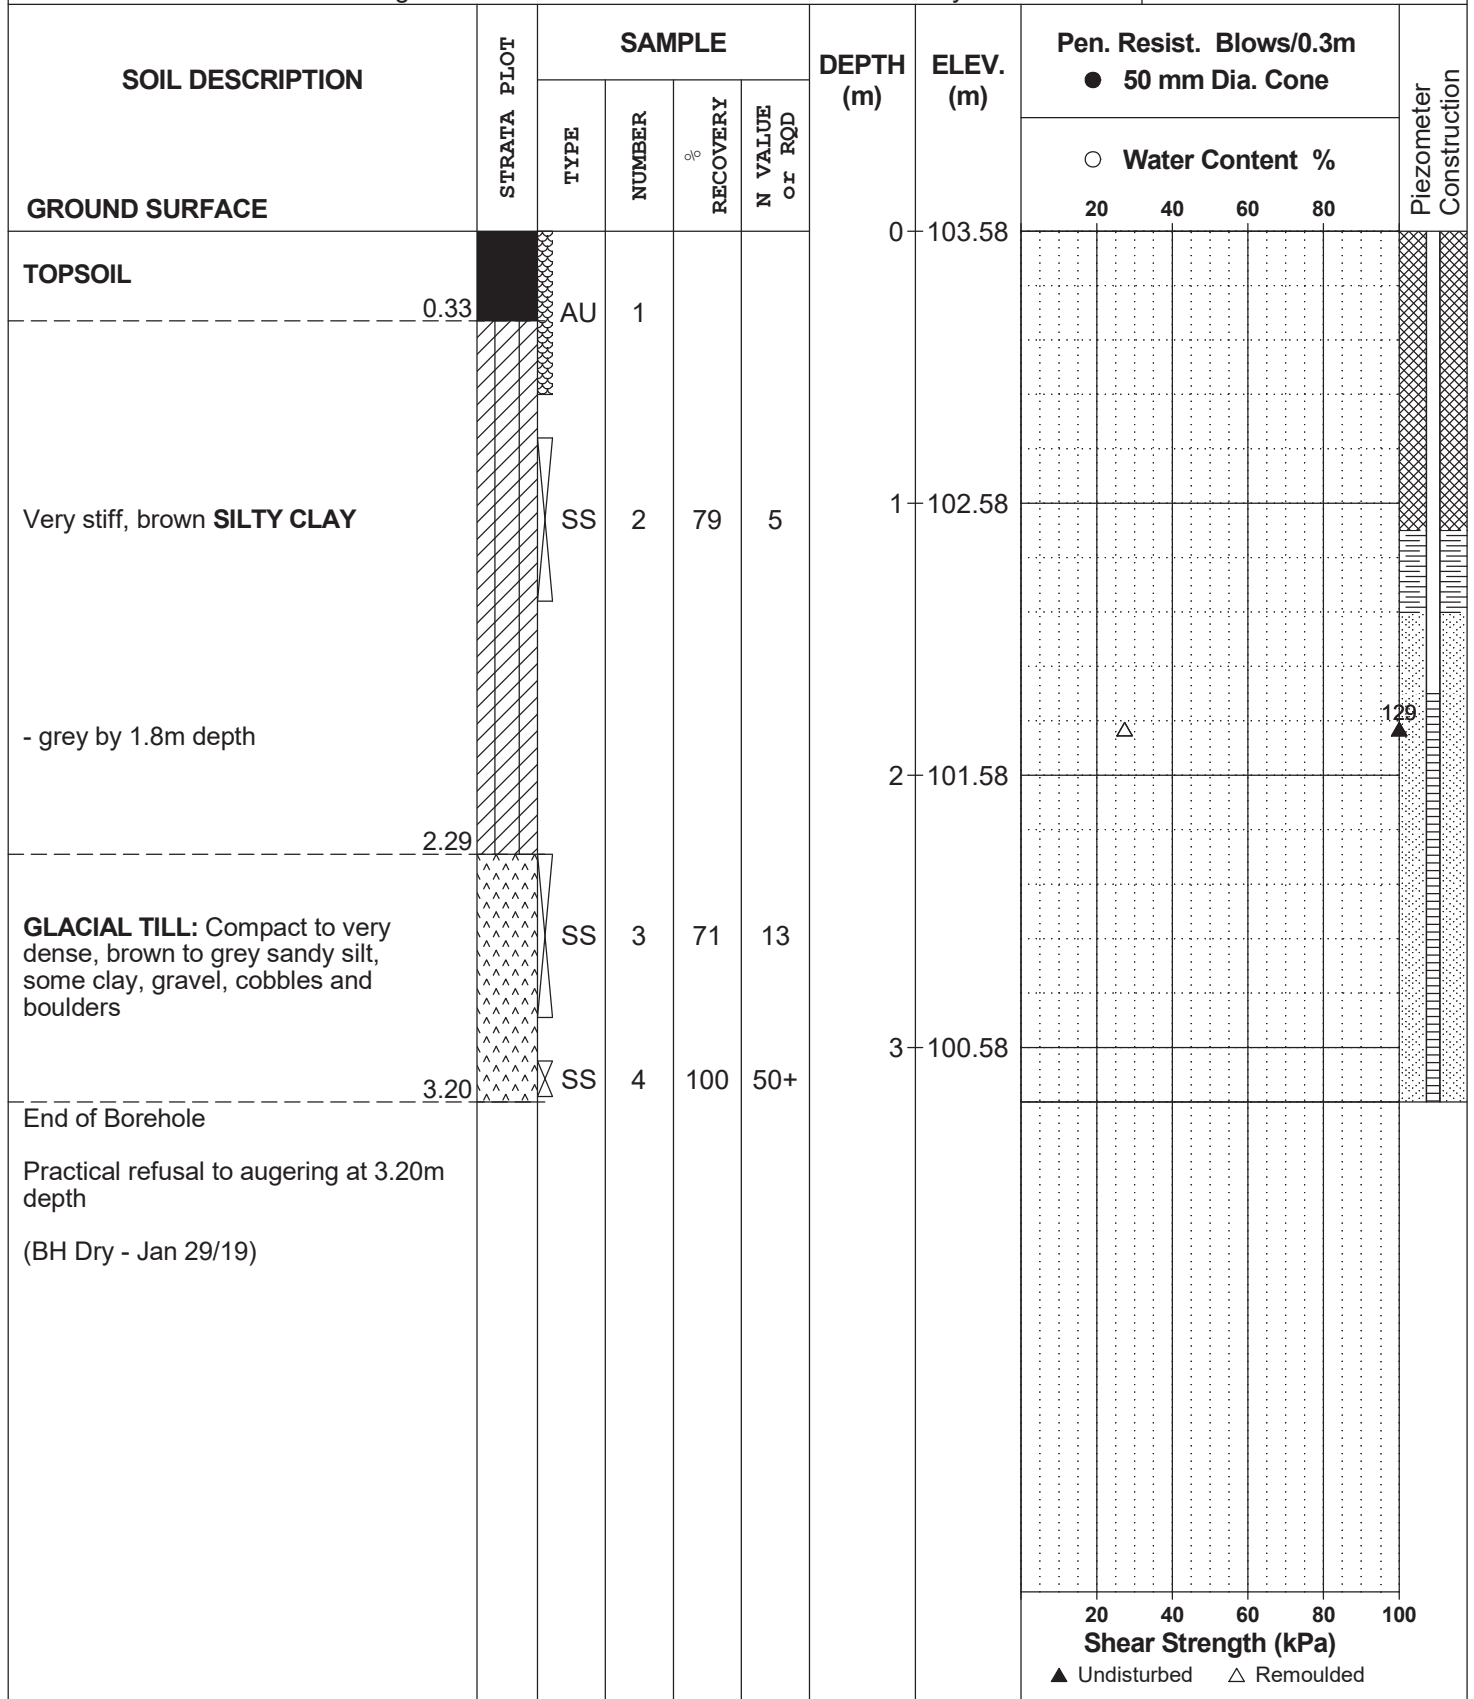 SOIL DESCRIPTION
GROUND SURFACE
STRATA PLOT
SAMPLE
TYPE
NUMBER
%
RECOVERY
N VALUE
or RQD
DEPTH
(m)
ELEV.
(m)
Pen. Resist. Blows/0.3m
● 50 mm Dia. Cone
○ Water Content %
20 40 60 80
Piezometer
Construction
0 103.58
TOPSOIL
0.33
AU 1
1 102.58
Very stiff, brown SILTY CLAY
SS 2 79 5
129
- grey by 1.8m depth
2 101.58
2.29
GLACIAL TILL: Compact to very
dense, brown to grey sandy silt,
some clay, gravel, cobbles and
boulders
SS 3 71 13
3 100.58
SS 4 100 50+
3.20
End of Borehole
Practical refusal to augering at 3.20m
depth
(BH Dry - Jan 29/19)
20 40 60 80 100
Shear Strength (kPa)
▲ Undisturbed △ Remoulded